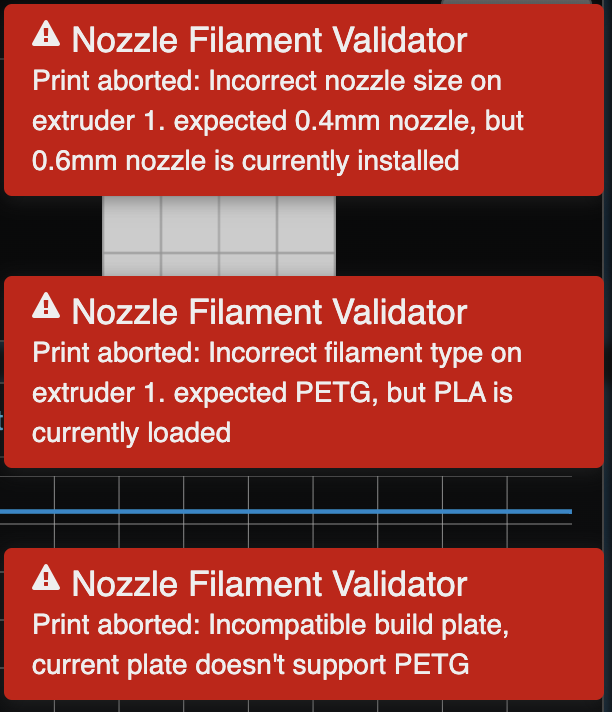 Nozzle Filament Validator
Print aborted: Incorrect nozzle size on
extruder 1. expected 0.4mm nozzle, but
0.6mm nozzle is currently installed
Nozzle Filament Validator
Print aborted: Incorrect filament type on
extruder 1. expected PETG, but PLA is
currently loaded
Nozzle Filament Validator
Print aborted: Incompatible build plate,
current plate doesn't support PETG